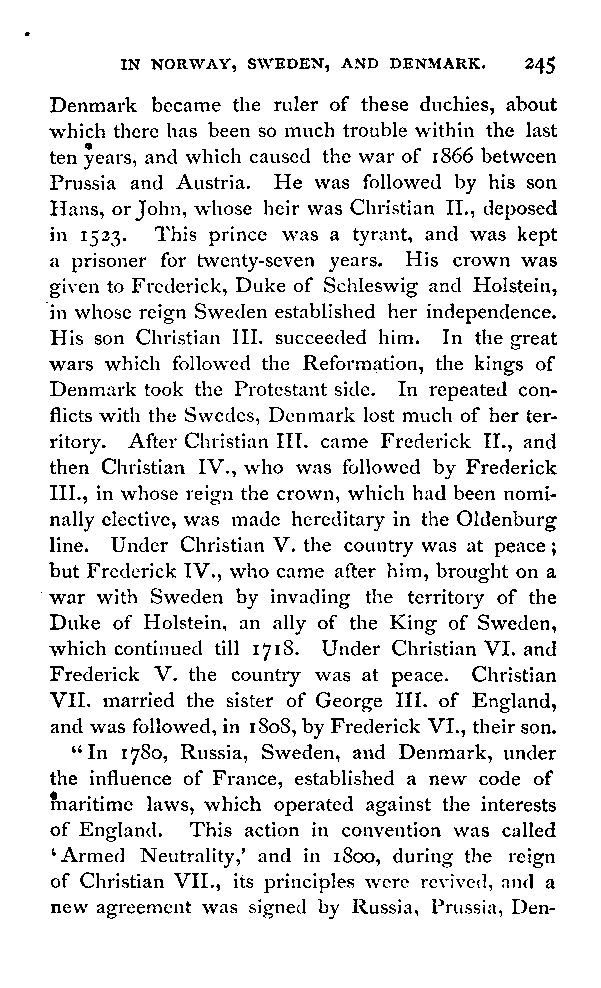 IN NORWAY, SWEDEN, AND DENMARK. 245
Denmark became the ruler of these duchies, about
which there has been so much trouble within the last
ten years, and which caused the war of 1866 between
Prussia and Austria. He was followed by his son
Hans, or John, whose heir was Christian II., deposed
in 1523. This prince was a tyrant, and was kept
a prisoner for twenty-seven years. His crown was
given to Frederick, Duke of Schleswig and Holstein,
in whose reign Sweden established her independence.
His son Christian III. succeeded him. In the great
wars which followed the Reformation, the kings of
Denmark took the Protestant side. In repeated con-
flicts with the Swedes, Denmark lost much of her ter-
ritory. After Christian III. came Frederick II., and
then Christian IV., who was followed by Frederick
III., in whose reign the crown, which had been nomi-
nally elective, was made hereditary in the Oldenburg
line. Under Christian V. the country was at peace;
but Frederick IV., who came after him, brought on a
war with Sweden by invading the territory of the
Duke of Holstein, an ally of the King of Sweden,
which continued till 1718. Under Christian VI. and
Frederick V. the country was at peace. Christian
VII. married the sister of George III. of England,
and was followed, in 1808, by Frederick VI., their son.
"In 1780, Russia, Sweden, and Denmark, under
the influence of France, established a new code of
maritime laws, which operated against the interests
of England. This action in convention was called
'Armed Neutrality,' and in 1800, during the reign
of Christian VII., its principles were revived, and a
new agreement was signed by Russia, Prussia, Den-